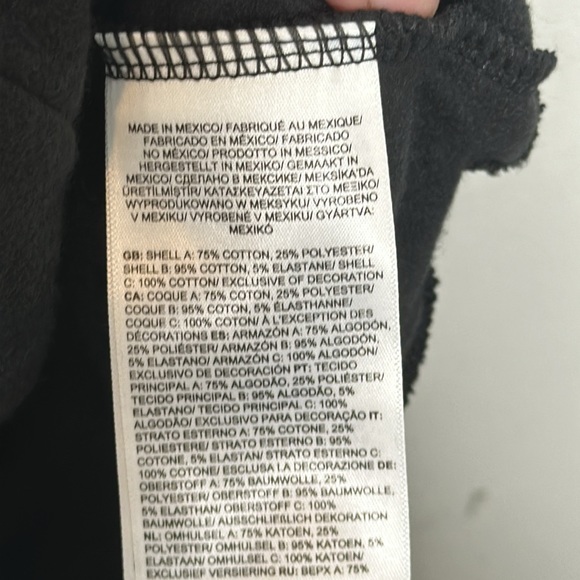 MADE IN MEXICO/ FABRIQUÉ AU MEXIQUE/
FABRICADO EN MÉXICO/ FABRICADO
NO MÉXICO/ PRODOTTO IN MESSICO/
HERGESTELLT IN MEXIKO/ GEMAAKT IN
MEXICO/ СДЕЛАНО В МЕКСИКЕ/ MEKSİKA'DA
ÜRETİLMİŞTİR/ ΚΑΤΑΣΚΕΥΑΖΕΤΑΙ ΣΤΟ ΜΕΞΙΚΟ/
WYPRODUKOWANO W MEKSYKU/ VYROBENO
V MEXIKU/ VYROBENÉ V MEXIKU/ GYÁRTVA:
MEXIKÓ
GB: SHELL A: 75% COTTON, 25% POLYESTER/
SHELL B: 95% COTTON, 5% ELASTANE/ SHELL
C: 100% COTTON/ EXCLUSIVE OF DECORATION
CA: COQUE A: 75% COTON, 25% POLYESTER/
COQUE B: 95% COTON, 5% ÉLASTHANNE/
COQUE C: 100% COTON/ À L'EXCEPTION DES
DÉCORATIONS ES: ARMAZÓN A: 75% ALGODÓN,
25% POLIÉSTER/ ARMAZÓN B: 95% ALGODÓN,
5% ELASTANO/ ARMAZÓN C: 100% ALGODÓN/
EXCLUSIVO DE DECORACIÓN PT: TECIDO
PRINCIPAL A: 75% ALGODÃO, 25% POLIÉSTER/
TECIDO PRINCIPAL B: 95% ALGODÃO, 5%
ELASTANO/ TECIDO PRINCIPAL C: 100%
ALGODÃO/ EXCLUSIVO PARA DECORAÇÃO IT:
STRATO ESTERNO A: 75% COTONE, 25%
POLIESTERE/ STRATO ESTERNO B: 95%
COTONE, 5% ELASTAN/ STRATO ESTERNO C:
100% COTONE/ ESCLUSA LA DECORAZIONE DE:
OBERSTOFF A: 75% BAUMWOLLE, 25%
POLYESTER/ OBERSTOFF B: 95% BAUMWOLLE,
5% ELASTHAN/ OBERSTOFF C: 100%
BAUMWOLLE/ AUSSCHLIEßLICH DEKORATION
NL: OMHULSEL A: 75% KATOEN, 25%
POLYESTER/ OMHULSEL B: 95% KATOEN, 5%
ELASTAAN/ OMHULSEL C: 100% KATOEN/
EXCLUSIEF VERSIERING RU: ВЕРХ А: 75%